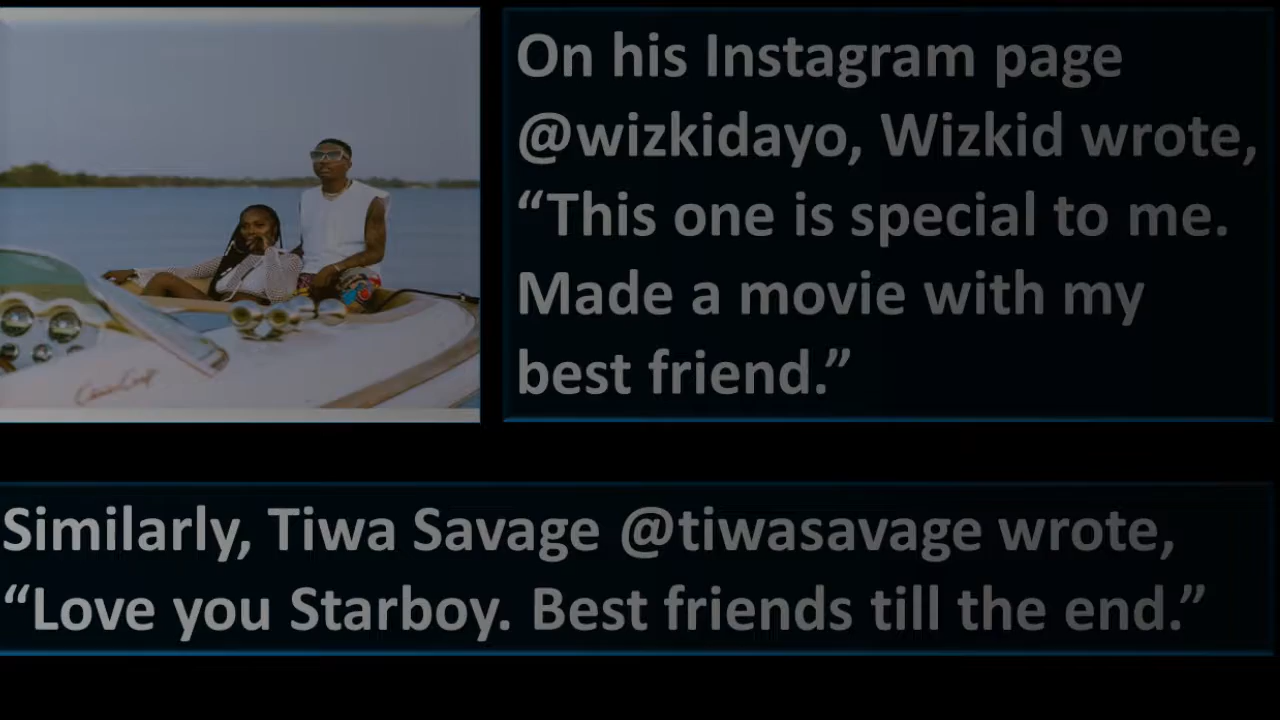 On his Instagram page
@wizkidayo, Wizkid wrote,
“This one is special to me.
Made a movie with my
best friend.”
Similarly, Tiwa Savage @tiwasavage wrote,
“Love you Starboy. Best friends till the end.”